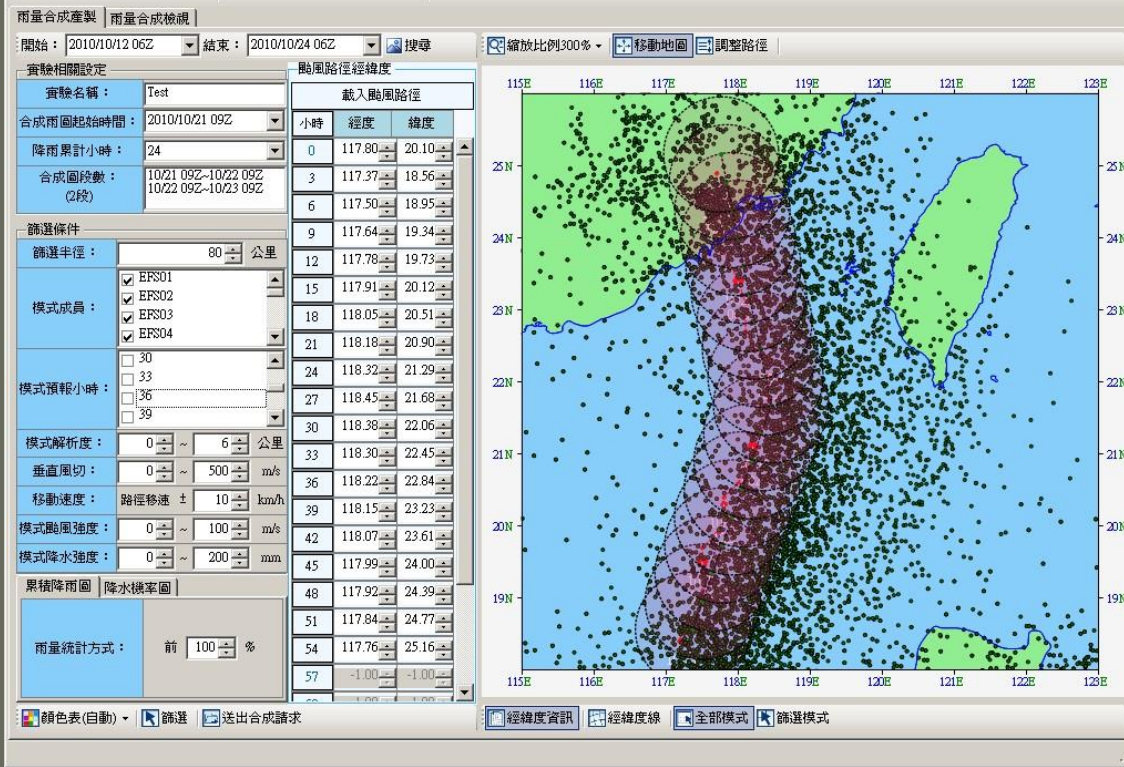 雨量合成產製 雨量合成檢視
開始： 2010/10/12 06Z 結束： 2010/10/24 06Z 搜尋
縮放比例300% 移動地圖 調整路徑
實驗相關設定
實驗名稱： Test
合成雨圖起始時間： 2010/10/21 09Z
降雨累計小時： 24
合成圖段數：
(2段)
10/21 09Z~10/22 09Z
10/22 09Z~10/23 09Z
篩選條件
篩選半徑： 80 公里
模式成員：
EFS01
EFS02
EFS03
EFS04
模式預報小時：
30
33
36
39
模式解析度： 0 ~ 6 公里
垂直風切： 0 ~ 500 m/s
移動速度： 路徑移速 ± 10 km/h
模式颱風強度： 0 ~ 100 m/s
模式降水強度： 0 ~ 200 mm
累積降雨圖 降水機率圖
雨量統計方式： 前 100 %
颱風路徑經緯度
載入颱風路徑
小時 經度 緯度
0 117.80 20.10
3 117.37 18.56
6 117.50 18.95
9 117.64 19.34
12 117.78 19.73
15 117.91 20.12
18 118.05 20.51
21 118.18 20.90
24 118.32 21.29
27 118.45 21.68
30 118.38 22.06
33 118.30 22.45
36 118.22 22.84
39 118.15 23.23
42 118.07 23.61
45 117.99 24.00
48 117.92 24.39
51 117.84 24.77
54 117.76 25.16
57 -1.00 -1.00
115E 116E 117E 118E 119E 120E 121E 122E 123E
25N 25N
24N 24N
23N 23N
22N 22N
21N 21N
20N 20N
19N 19N
115E 116E 117E 118E 119E 120E 121E 122E 123E
顏色表(自動) 篩選 送出合成請求
經緯度資訊 經緯度線 全部模式 篩選模式